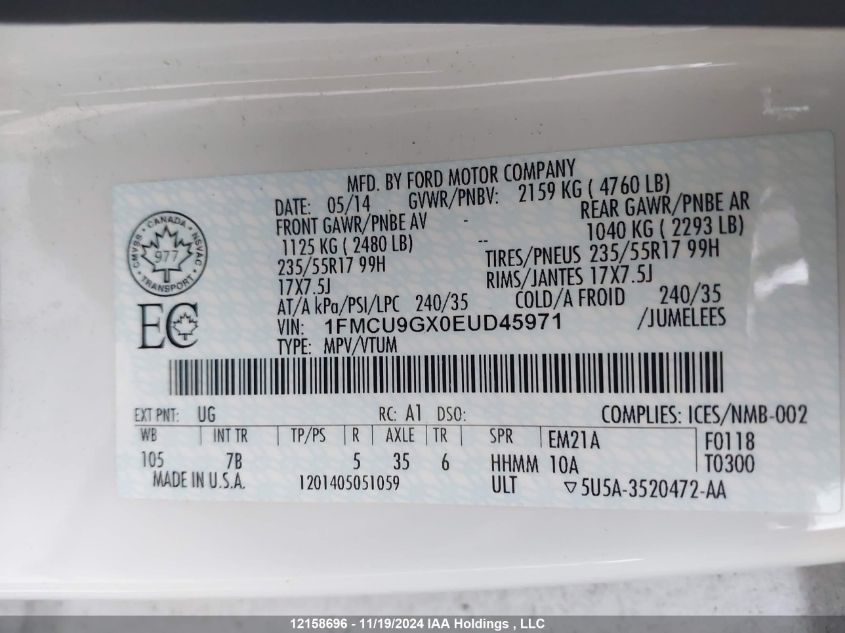 MFD. BY FORD MOTOR COMPANY
DATE: 05/14 GVWR/PNBV: 2159 KG ( 4760 LB)
FRONT GAWR/PNBE AV - REAR GAWR/PNBE AR
1125 KG ( 2480 LB) -- 1040 KG ( 2293 LB)
235/55R17 99H TIRES/PNEUS 235/55R17 99H
17X7.5J RIMS/JANTES 17X7.5J
AT/A kPa/PSI/LPC 240/35 COLD/A FROID 240/35
VIN: 1FMCU9GX0EUD45971 /JUMELEES
TYPE: MPV/VTUM
CANADA
CMVSS NSVAC
977
TRANSPORT
EC
EXT PNT: UG RC: A1 DSO: COMPLIES: ICES/NMB-002
WB INT TR TP/PS R AXLE TR SPR EM21A F0118
105 7B 5 35 6 HHMM 10A T0300
MADE IN U.S.A. 1201405051059 ULT ▽5U5A-3520472-AA
12158696 - 11/19/2024 IAA Holdings , LLC